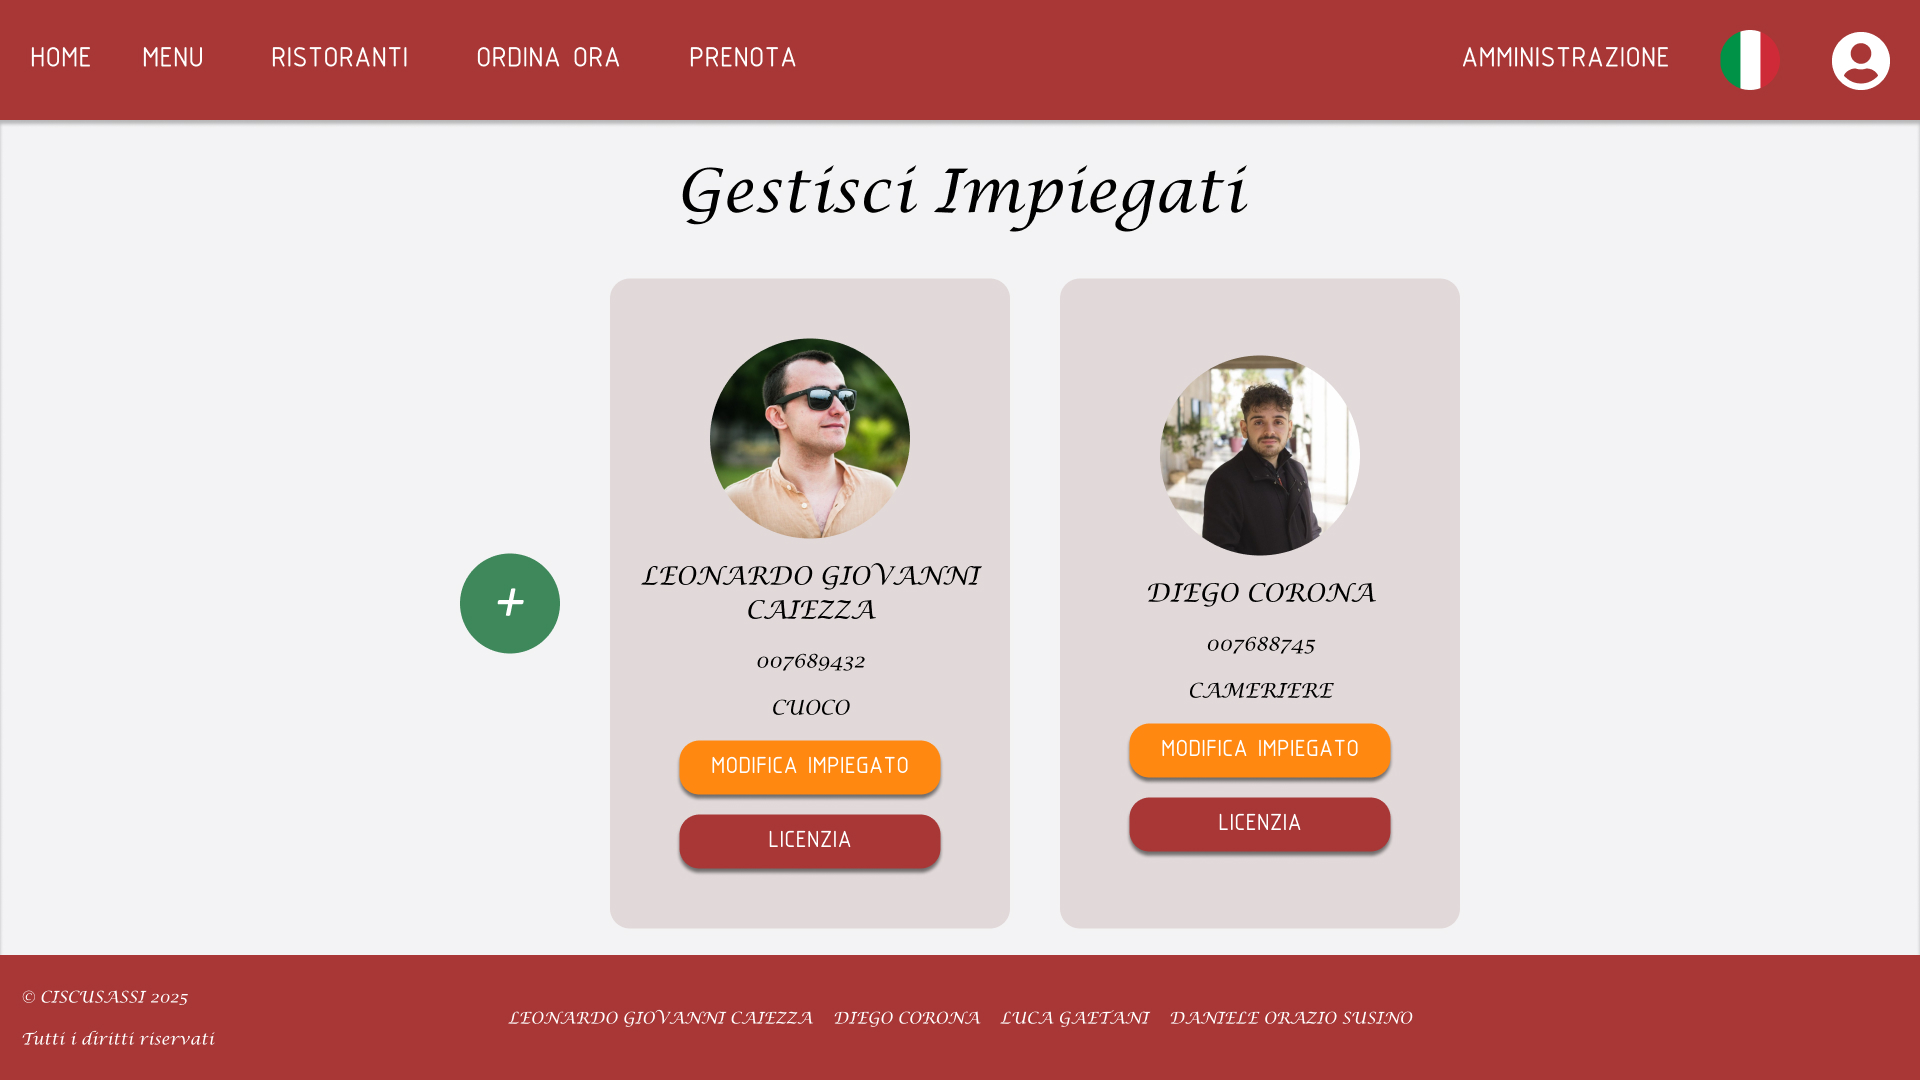 HOME MENU RISTORANTI ORDINA ORA PRENOTA AMMINISTRAZIONE
Gestisci Impiegati
+
LEONARDO GIOVANNI
CAIEZZA
007689432
CUOCO
MODIFICA IMPIEGATO
LICENZIA
DIEGO CORONA
007688745
CAMERIERE
MODIFICA IMPIEGATO
LICENZIA
© CISCUSASSI 2025
Tutti i diritti riservati
LEONARDO GIOVANNI CAIEZZA DIEGO CORONA LUCA GAETANI DANIELE ORAZIO SUSINO